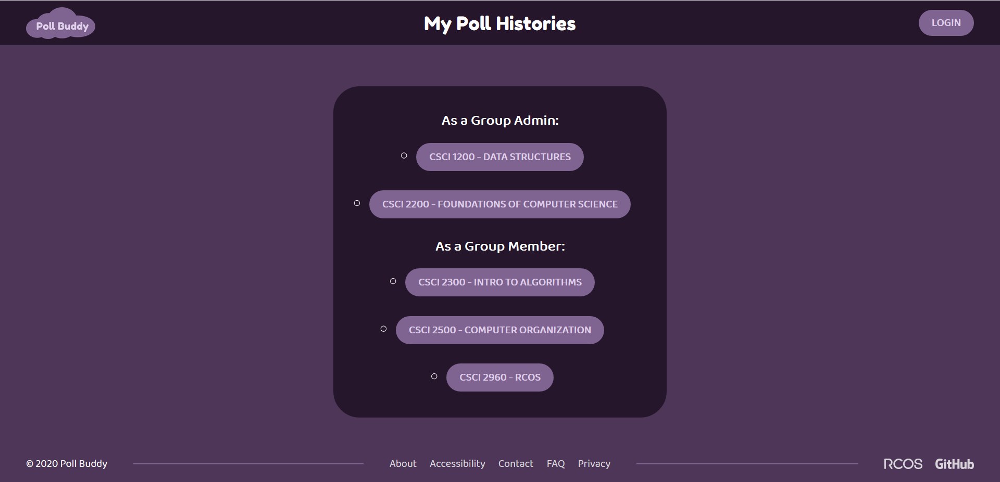 Poll Buddy
My Poll Histories
LOGIN
As a Group Admin:
CSCI 1200 - DATA STRUCTURES
CSCI 2200 - FOUNDATIONS OF COMPUTER SCIENCE
As a Group Member:
CSCI 2300 - INTRO TO ALGORITHMS
CSCI 2500 - COMPUTER ORGANIZATION
CSCI 2960 - RCOS
© 2020 Poll Buddy
About Accessibility Contact FAQ Privacy
RCOS GitHub